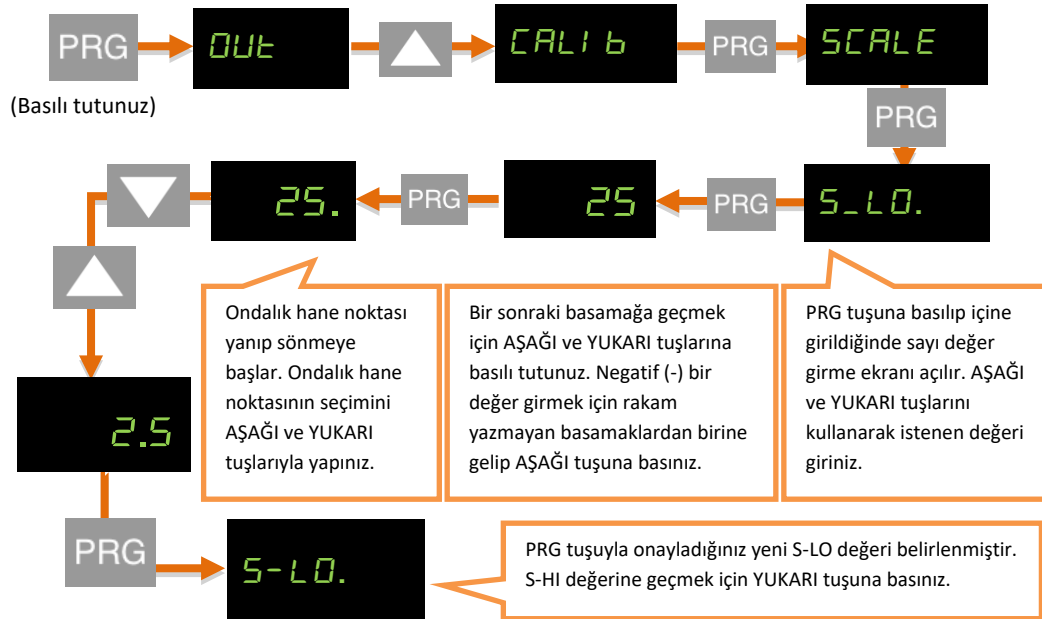 PRG
OUt
CALI b
PRG
SCALE
(Basılı tutunuz)
PRG
S_LO.
PRG
25
PRG
25.
Ondalık hane noktası
yanıp sönmeye
başlar. Ondalık hane
noktasının seçimini
AŞAĞI ve YUKARI
tuşlarıyla yapınız.
Bir sonraki basamağa geçmek
için AŞAĞI ve YUKARI tuşlarına
basılı tutunuz. Negatif (-) bir
değer girmek için rakam
yazmayan basamaklardan birine
gelip AŞAĞI tuşuna basınız.
PRG tuşuna basılıp içine
girildiğinde sayı değer
girme ekranı açılır. AŞAĞI
ve YUKARI tuşlarını
kullanarak istenen değeri
giriniz.
2.5
PRG
S-LO.
PRG tuşuyla onayladığınız yeni S-LO değeri belirlenmiştir.
S-HI değerine geçmek için YUKARI tuşuna basınız.